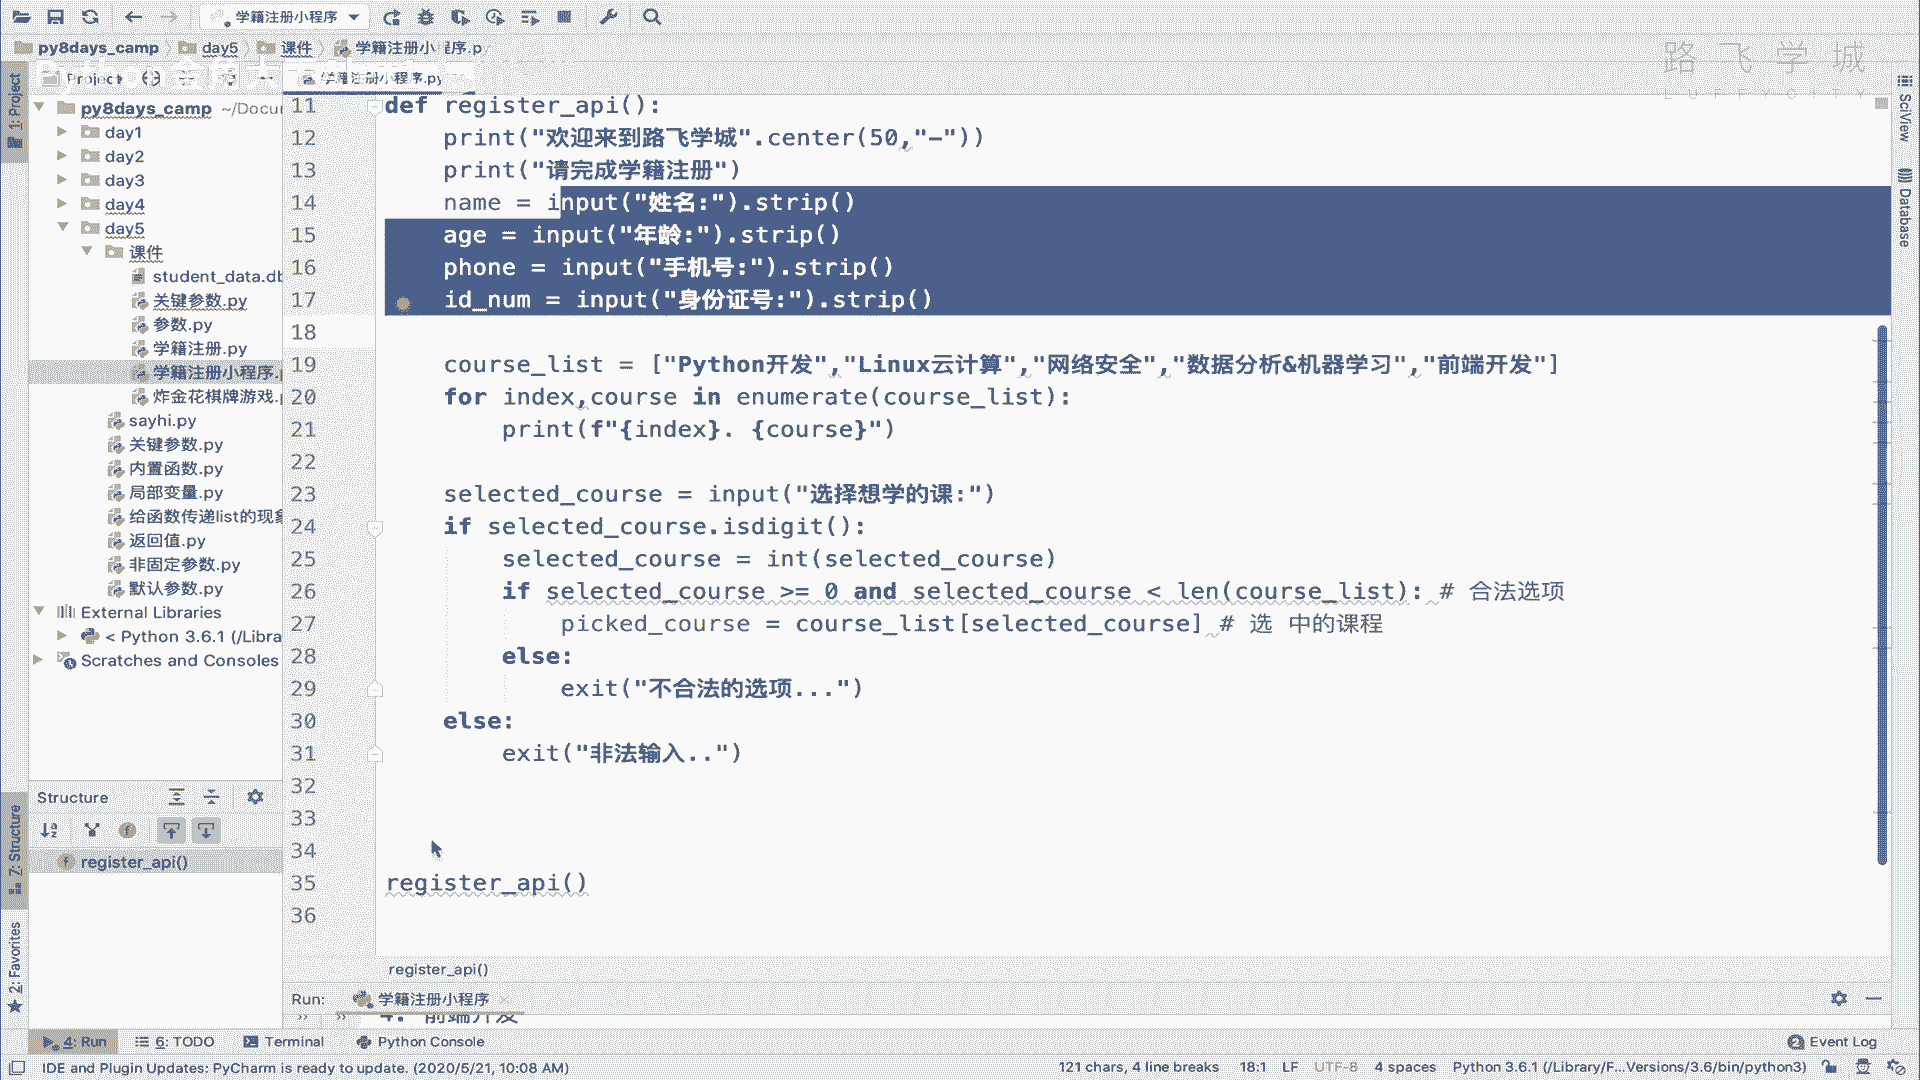 学籍注册小程序
py8days_camp
day5
课件
学籍注册小程序.p
路飞学城
LUFFYCITY
1: Project
Project
学籍注册小程序.py
py8days_camp ~/Docu
day1
day2
day3
day4
day5
课件
student_data.db
关键参数.py
参数.py
学籍注册.py
学籍注册小程序.
炸金花棋牌游戏.
sayhi.py
关键参数.py
内置函数.py
局部变量.py
给函数传递list的现象
返回值.py
非固定参数.py
默认参数.py
External Libraries
< Python 3.6.1 (/Libra
Scratches and Consoles
11 def register_api():
12 print("欢迎来到路飞学城".center(50,"-"))
13 print("请完成学籍注册")
14 name = input("姓名:").strip()
15 age = input("年龄:").strip()
16 phone = input("手机号:").strip()
17 id_num = input("身份证号:").strip()
18
19 course_list = ["Python开发","Linux云计算","网络安全","数据分析&机器学习","前端开发"]
20 for index,course in enumerate(course_list):
21 print(f"{index}. {course}")
22
23 selected_course = input("选择想学的课:")
24 if selected_course.isdigit():
25 selected_course = int(selected_course)
26 if selected_course >= 0 and selected_course < len(course_list): # 合法选项
27 picked_course = course_list[selected_course] # 选 中的课程
28 else:
29 exit("不合法的选项...")
30 else:
31 exit("非法输入..")
32
33
34
35 register_api()
36
SciView
Database
Structure
7: Structure
register_api()
2: Favorites
register_api()
Run: 学籍注册小程序
4. 前端开发
4: Run
6: TODO
Terminal
Python Console
2 Event Log
IDE and Plugin Updates: PyCharm is ready to update. (2020/5/21, 10:08 AM)
121 chars, 4 line breaks
18:1
LF
UTF-8
4 spaces
Python 3.6.1 (/Library/F...Versions/3.6/bin/python3)